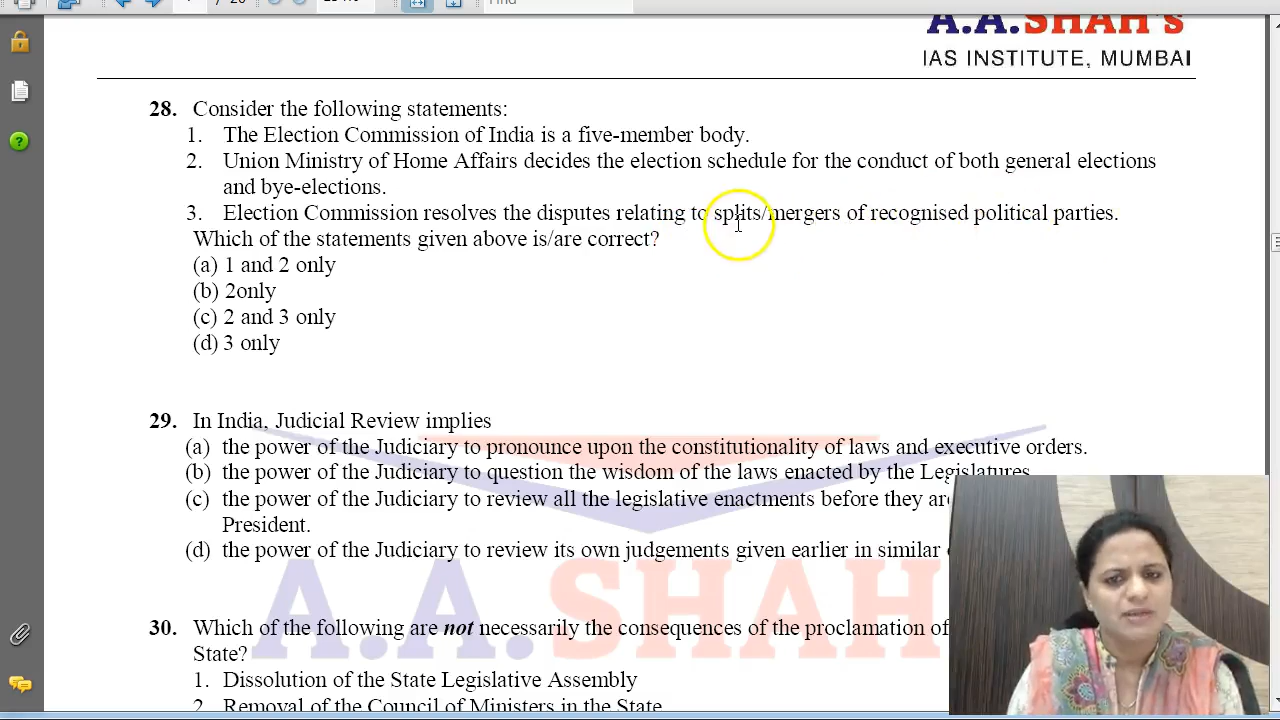 A.A.SHAH'S
IAS INSTITUTE, MUMBAI
28. Consider the following statements:
1. The Election Commission of India is a five-member body.
2. Union Ministry of Home Affairs decides the election schedule for the conduct of both general elections
and bye-elections.
3. Election Commission resolves the disputes relating to splits/mergers of recognised political parties.
Which of the statements given above is/are correct?
(a) 1 and 2 only
(b) 2only
(c) 2 and 3 only
(d) 3 only
29. In India, Judicial Review implies
(a) the power of the Judiciary to pronounce upon the constitutionality of laws and executive orders.
(b) the power of the Judiciary to question the wisdom of the laws enacted by the Legislatures
(c) the power of the Judiciary to review all the legislative enactments before they are
President.
(d) the power of the Judiciary to review its own judgements given earlier in similar
A.A.SHAH
30. Which of the following are not necessarily the consequences of the proclamation of
State?
1. Dissolution of the State Legislative Assembly
2. Removal of the Council of Ministers in the State